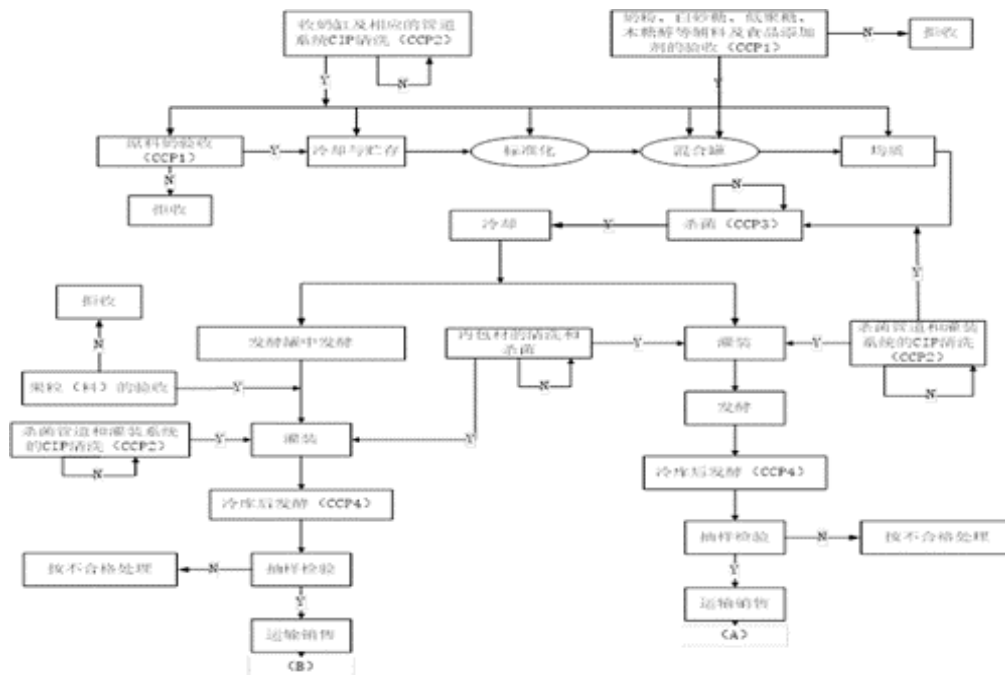 收奶缸及相应的管道
系统CIP清洗（CCP2）
奶粉、白砂糖、低聚糖、
木糖醇等辅料及食品添加
剂的验收（CCP1）
N
拒收
Y
N
Y
原料奶验收
（CCP1）
Y
冷却与贮存
标准化
混合罐
均质
N
拒收
N
冷却
Y
杀菌（CCP3）
Y
拒收
N
发酵罐中发酵
内包材的清洗和
杀菌
Y
灌装
Y
杀菌管道和灌装
系统的CIP清洗
（CCP2）
N
N
果粒（料）的验收
Y
发酵
杀菌管道和灌装系统
的CIP清洗（CCP2）
Y
灌装
Y
N
冷库后发酵（CCP4）
冷库后发酵（CCP4）
抽样检验
N
按不合格处理
按不合格处理
N
抽样检验
Y
Y
运输销售
（A）
运输销售
（B）